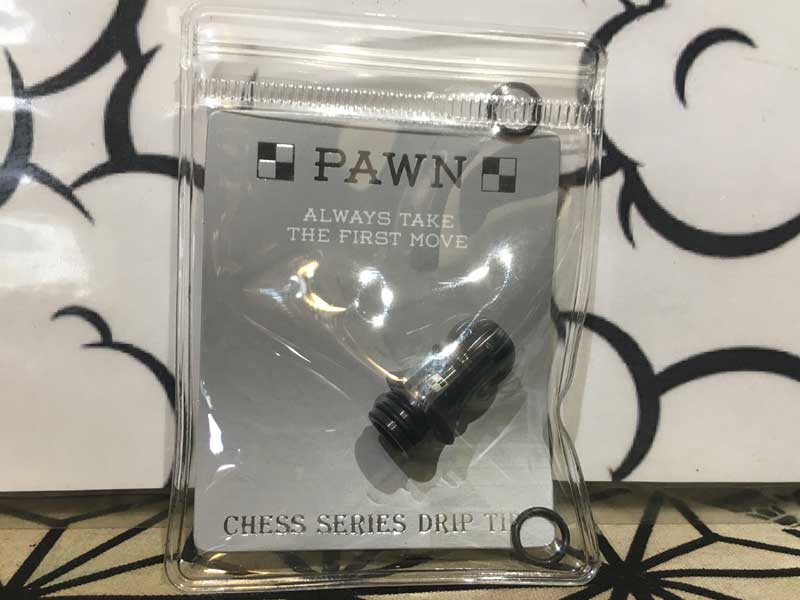 PAWN
ALWAYS TAKE
THE FIRST MOVE
CHESS SERIES DRIP TIP